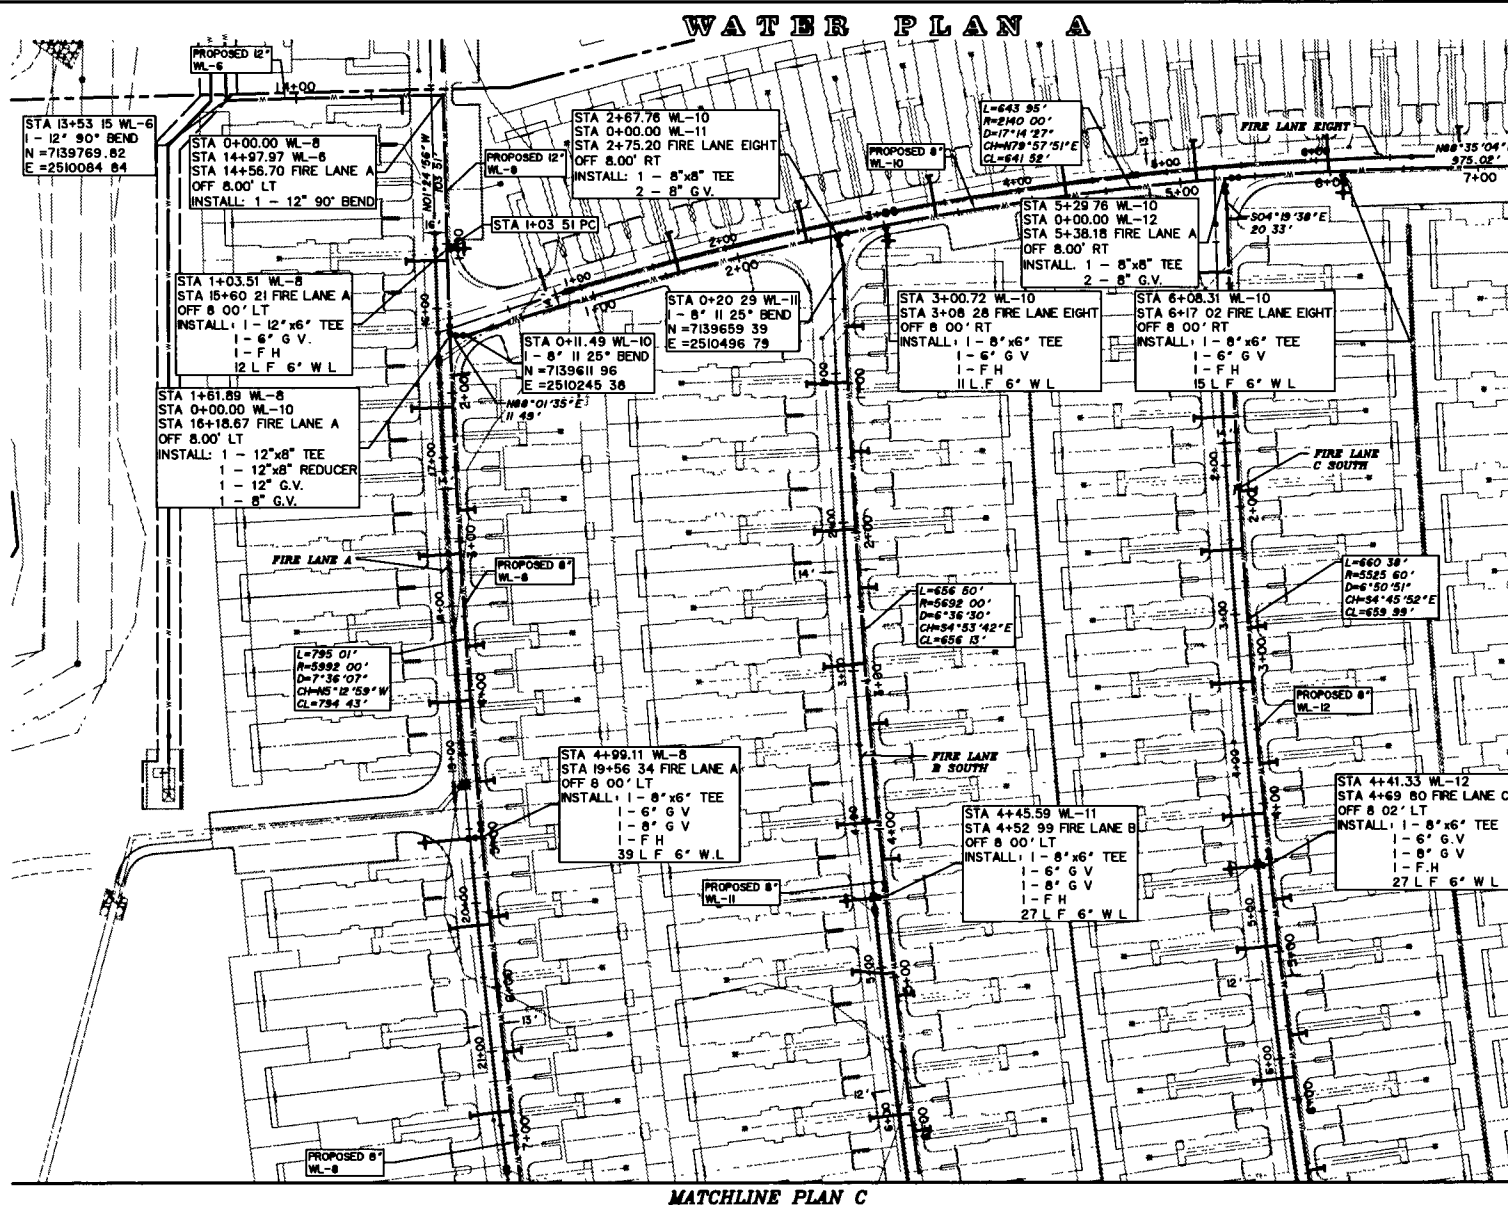 WATER PLAN A
PROPOSED 12"
WL-6
14+00
STA 13+53 15 WL-6
1 - 12" 90° BEND
N =7139769.82
E =2510084 84
STA 0+00.00 WL-8
STA 14+97.97 WL-6
STA 14+56.70 FIRE LANE A
OFF 8.00' LT
INSTALL: 1 - 12" 90° BEND
N01°24'56"W
103 51'
PROPOSED 12"
WL-8
STA 1+03 51 PC
STA 2+67.76 WL-10
0+00.00 WL-11
STA 2+75.20 FIRE LANE EIGHT
OFF 8.00' RT
INSTALL: 1 - 8"x8" TEE
2 - 8" G V.
PROPOSED 8"
WL-10
L=643 95'
R=2140 00'
D=17°14'27"
CH=N79°57'51"E
CL=641 52'
FIRE LANE EIGHT
N88°35'04"
975.02'
7+00
STA 5+29 76 WL-10
STA 0+00.00 WL-12
STA 5+38.18 FIRE LANE A
OFF 8.00' RT
INSTALL. 1 - 8"x8" TEE
2 - 8" G.V.
S04°19'38"E
20 33'
STA 1+03.51 WL-8
STA 15+60 21 FIRE LANE A
OFF 8 00' LT
INSTALL: 1 - 12"x6" TEE
1 - 6" G V.
1 - F H
12 L F 6" W L
STA 0+11.49 WL-10
1 - 8" 11 25° BEND
N =7139611 96
E =2510245 38
N88°01'35"E
11 49'
STA 0+20 29 WL-11
1 - 8" 11 25° BEND
N =7139659 39
E =2510496 79
STA 3+00.72 WL-10
STA 3+08 28 FIRE LANE EIGHT
OFF 8 00' RT
INSTALL: 1 - 8"x6" TEE
1 - 6" G V
1 - F H
11 L.F 6" W L
STA 6+08.31 WL-10
STA 6+17 02 FIRE LANE EIGHT
OFF 8 00' RT
INSTALL: 1 - 8"x6" TEE
1 - 6" G V
1 - F H
15 L F 6" W L
STA 1+61.89 WL-8
STA 0+00.00 WL-10
STA 16+18.67 FIRE LANE A
OFF 8.00' LT
INSTALL: 1 - 12"x8" TEE
1 - 12"x8" REDUCER
1 - 12" G.V.
1 - 8" G.V.
FIRE LANE
C SOUTH
FIRE LANE A
PROPOSED 8"
WL-8
L=795 01'
R=5992 00'
D=7°36'07"
CH=N5°12'59"W
CL=794 43'
L=656 50'
R=5692 00'
D=6°36'30"
CH=S4°53'42"E
CL=656 13'
L=660 38'
R=5525 60'
D=6°50'51"
CH=S4°45'52"E
CL=659 99'
PROPOSED 8"
WL-12
STA 4+99.11 WL-8
STA 19+56 34 FIRE LANE A
OFF 8 00' LT
INSTALL: 1 - 8"x6" TEE
1 - 6" G V
1 - 8" G V
1 - F H
39 L F 6" W.L
FIRE LANE
B SOUTH
STA 4+45.59 WL-11
STA 4+52 99 FIRE LANE B
OFF 8 00' LT
INSTALL: 1 - 8"x6" TEE
1 - 6" G V
1 - 8" G V
1 - F H
27 L F 6" W L
STA 4+41.33 WL-12
STA 4+69 80 FIRE LANE C
OFF 8 02' LT
INSTALL: 1 - 8"x6" TEE
1 - 6" G.V
1 - 8" G V
1 - F.H
27 L F 6" W L
PROPOSED 8"
WL-11
PROPOSED 8"
WL-8
MATCHLINE PLAN C